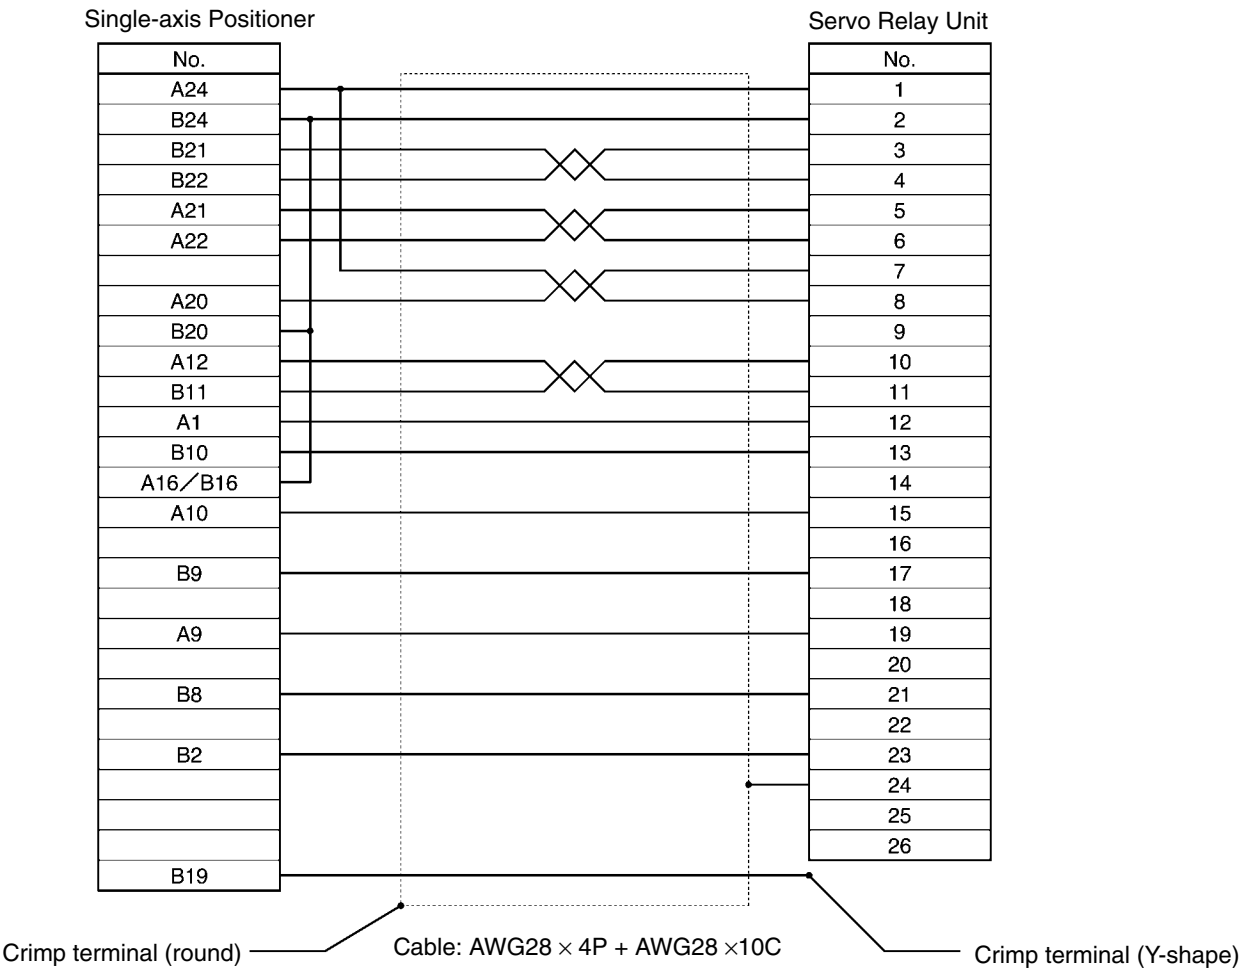 Single-axis Positioner
Servo Relay Unit
No.
No.
A24
1
B24
2
B21
3
B22
4
A21
5
A22
6
7
A20
8
B20
9
A12
10
B11
11
A1
12
B10
13
A16／B16
14
A10
15
16
B9
17
18
A9
19
20
B8
21
22
B2
23
24
25
26
B19
Crimp terminal (round)
Cable: AWG28 × 4P + AWG28 ×10C
Crimp terminal (Y-shape)